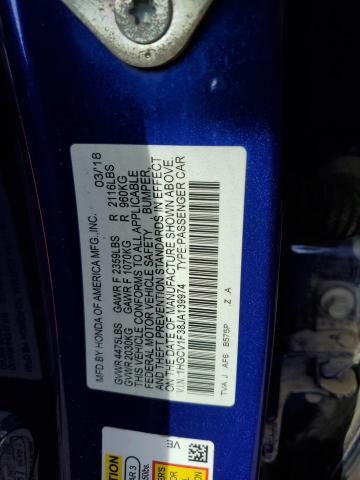 MFD.BY HONDA OF AMERICA MFG.,INC. 03/18
GVWR 4475LBS GAWR F 2359LBS R 2116LBS
GVWR 2030KG GAWR F 1070KG R 960KG
THIS VEHICLE CONFORMS TO ALL APPLICABLE
FEDERAL MOTOR VEHICLE SAFETY, BUMPER,
AND THEFT PREVENTION STANDARDS IN EFFECT
ON THE DATE OF MANUFACTURE SHOWN ABOVE.
V.I.N.:1HGCV1F38JA139974 TYPE:PASSENGER CAR
TVA J AF6 B575P Z A
VE